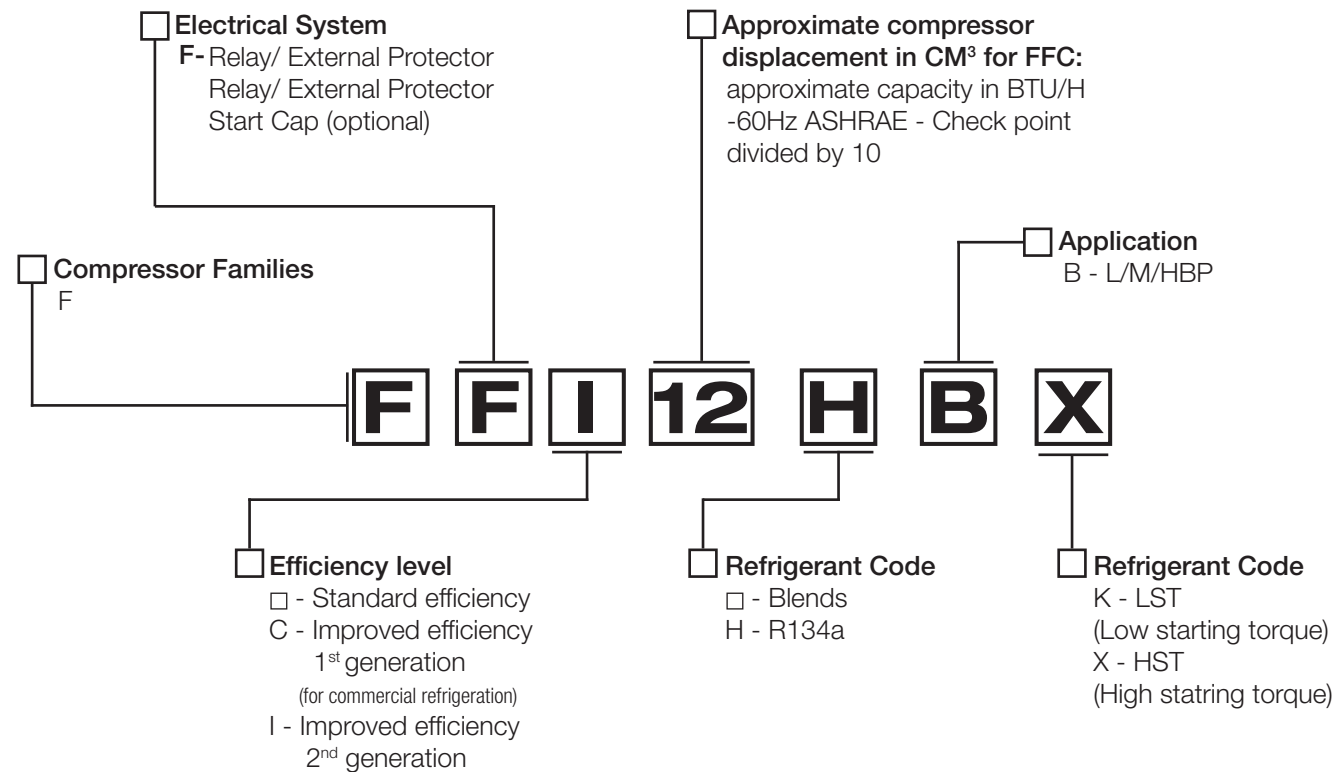 Electrical System
F- Relay/ External Protector
Relay/ External Protector
Start Cap (optional)
Approximate compressor
displacement in CM³ for FFC:
approximate capacity in BTU/H
-60Hz ASHRAE - Check point
divided by 10
Application
B - L/M/HBP
Compressor Families
F
F F I 12 H B X
Efficiency level
□ - Standard efficiency
C - Improved efficiency
1st generation
(for commercial refrigeration)
I - Improved efficiency
2nd generation
Refrigerant Code
□ - Blends
H - R134a
Refrigerant Code
K - LST
(Low starting torque)
X - HST
(High statring torque)